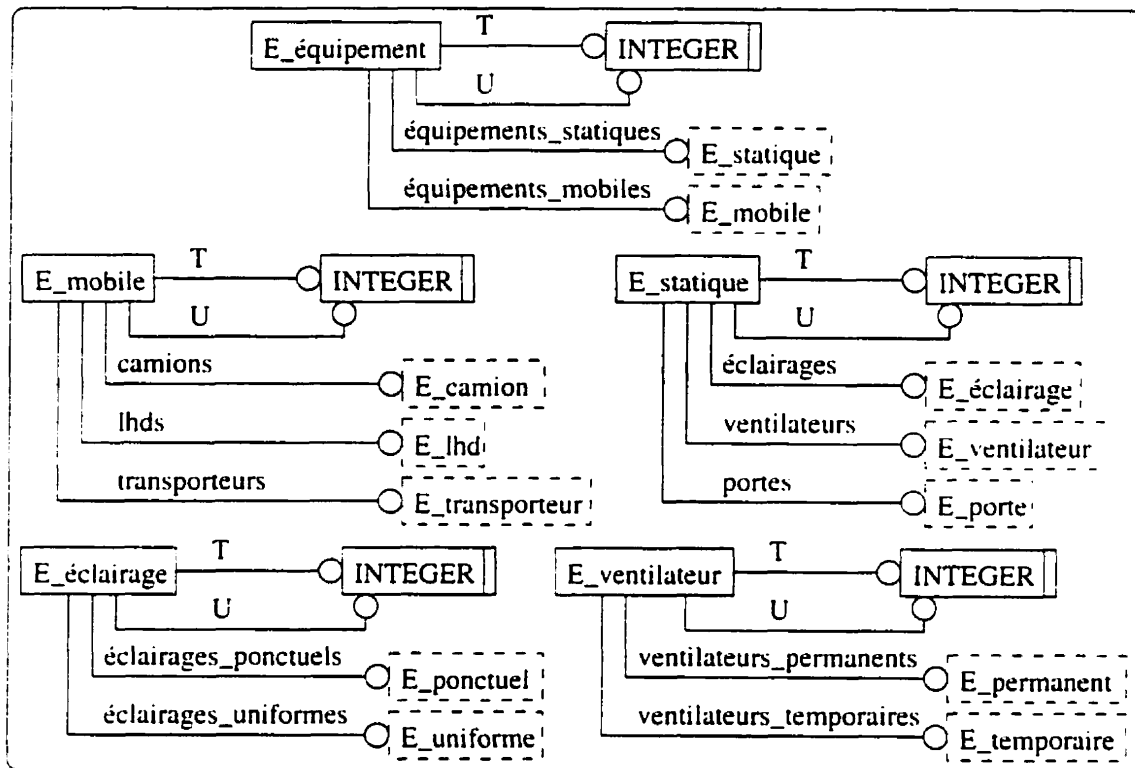 T
E_équipement INTEGER
U
équipements_statiques
E_statique
équipements_mobiles
E_mobile
T
E_mobile INTEGER
U
camions
E_camion
lhds
E_lhd
transporteurs
E_transporteur
T
E_statique INTEGER
U
éclairages
E_éclairage
ventilateurs
E_ventilateur
portes
E_porte
T
E_éclairage INTEGER
U
éclairages_ponctuels
E_ponctuel
éclairages_uniformes
E_uniforme
T
E_ventilateur INTEGER
U
ventilateurs_permanents
E_permanent
ventilateurs_temporaires
E_temporaire